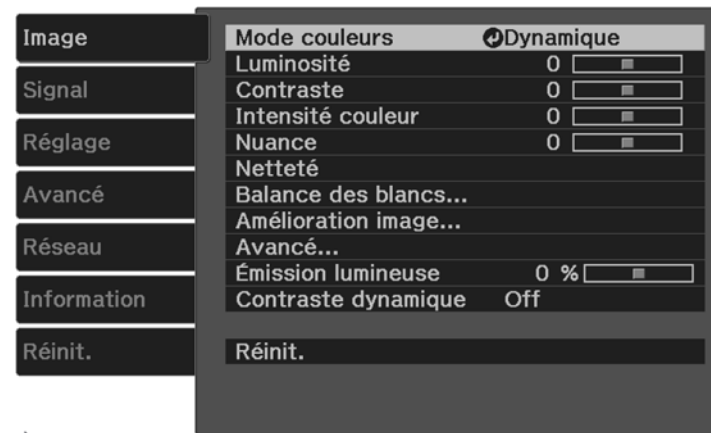 Image
Signal
Réglage
Avancé
Réseau
Information
Réinit.
Mode couleurs Dynamique
Luminosité 0
Contraste 0
Intensité couleur 0
Nuance 0
Netteté
Balance des blancs...
Amélioration image...
Avancé...
Émission lumineuse 0 %
Contraste dynamique Off
Réinit.